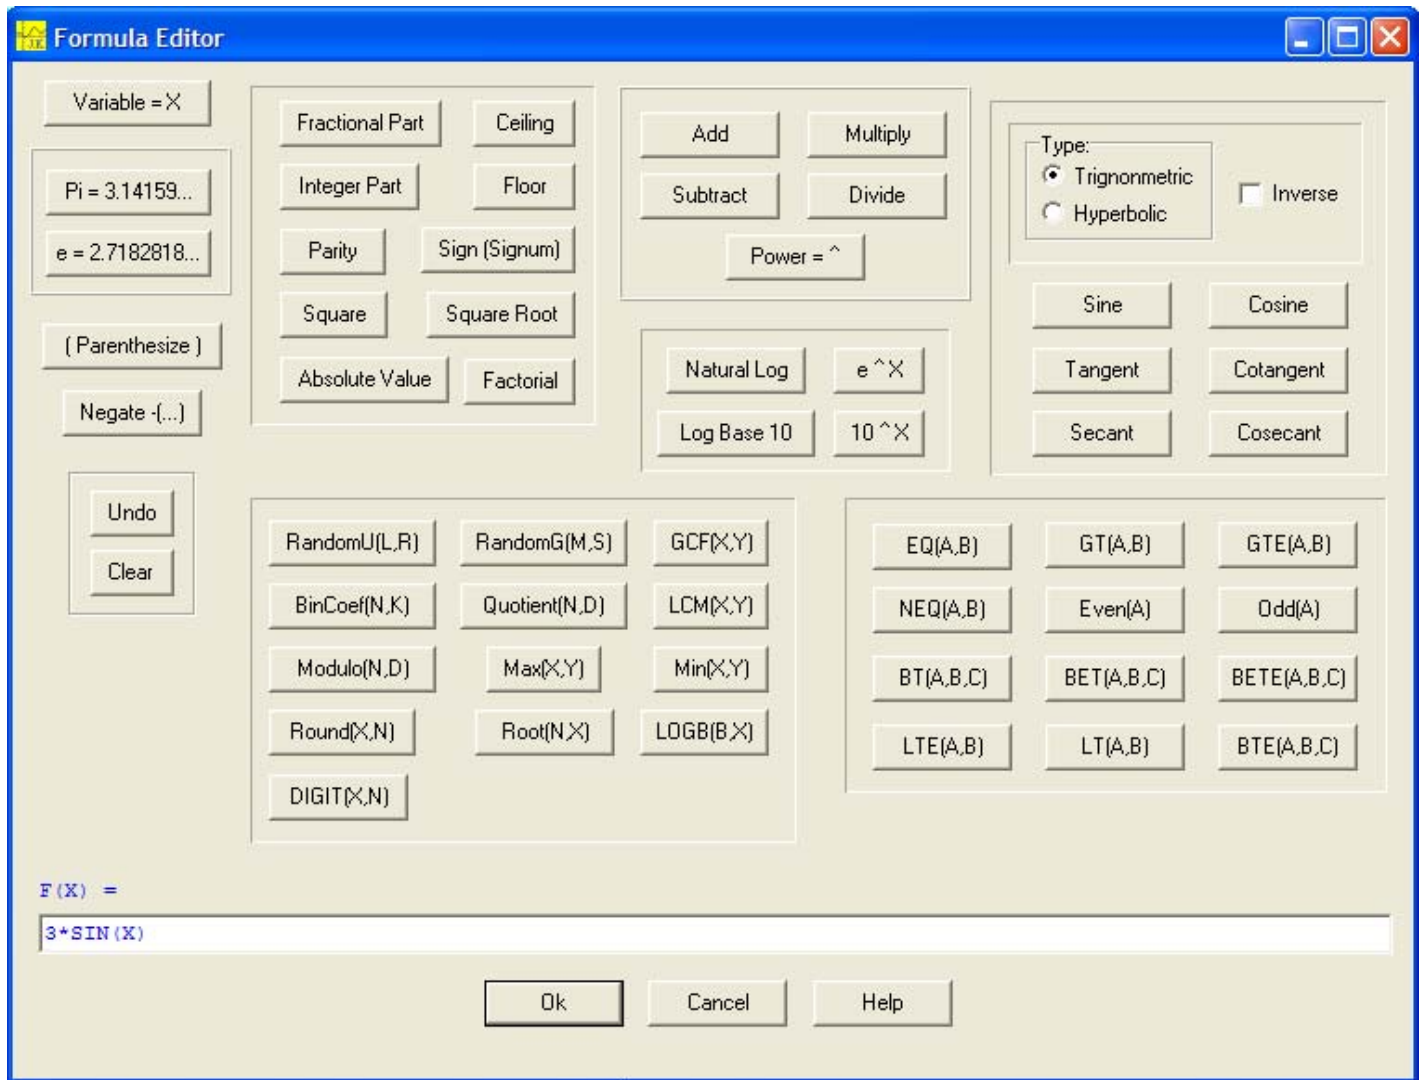 Formula Editor
Variable = X
Pi = 3.14159...
e = 2.7182818...
( Parenthesize )
Negate -(...)
Undo
Clear
Fractional Part
Ceiling
Integer Part
Floor
Parity
Sign (Signum)
Square
Square Root
Absolute Value
Factorial
Add
Multiply
Subtract
Divide
Power = ^
Natural Log
e ^ X
Log Base 10
10 ^ X
Type:
Trignonmetric
Hyperbolic
Inverse
Sine
Cosine
Tangent
Cotangent
Secant
Cosecant
RandomU(L,R)
RandomG(M,S)
GCF(X,Y)
BinCoef(N,K)
Quotient(N,D)
LCM(X,Y)
Modulo(N,D)
Max(X,Y)
Min(X,Y)
Round(X,N)
Root(N,X)
LOGB(B,X)
DIGIT(X,N)
EQ(A,B)
GT(A,B)
GTE(A,B)
NEQ(A,B)
Even(A)
Odd(A)
BT(A,B,C)
BET(A,B,C)
BETE(A,B,C)
LTE(A,B)
LT(A,B)
BTE(A,B,C)
F(X) =
3*SIN(X)
Ok
Cancel
Help